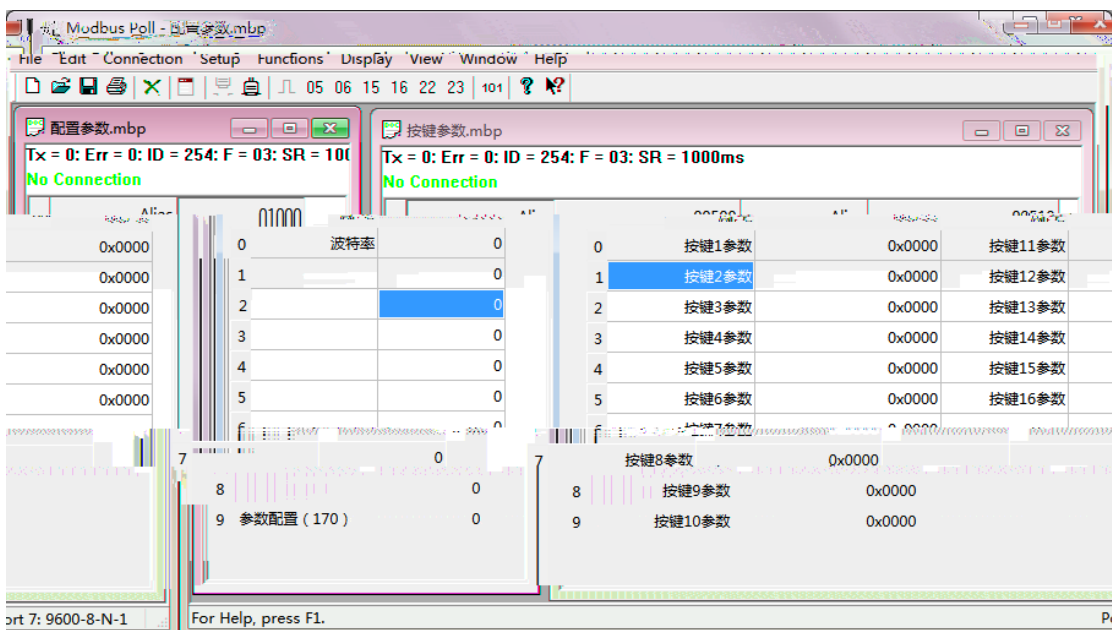 Modbus Poll - 配置参数.mbp
File Edit Connection Setup Functions Display View Window Help
05 06 15 16 22 23 101
配置参数.mbp 按键参数.mbp
Tx = 0: Err = 0: ID = 254: F = 03: SR = 100 Tx = 0: Err = 0: ID = 254: F = 03: SR = 1000ms
No Connection No Connection
Alias 01000
0x0000 0 波特率 0 0 按键1参数 0x0000 按键11参数
0x0000 1 0 1 按键2参数 0x0000 按键12参数
0x0000 2 0 2 按键3参数 0x0000 按键13参数
0x0000 3 0 3 按键4参数 0x0000 按键14参数
0x0000 4 0 4 按键5参数 0x0000 按键15参数
0x0000 5 0 5 按键6参数 0x0000 按键16参数
7 0 7 按键8参数 0x0000
8 0 8 按键9参数 0x0000
9 参数配置（170） 0 9 按键10参数 0x0000
ort 7: 9600-8-N-1 For Help, press F1.